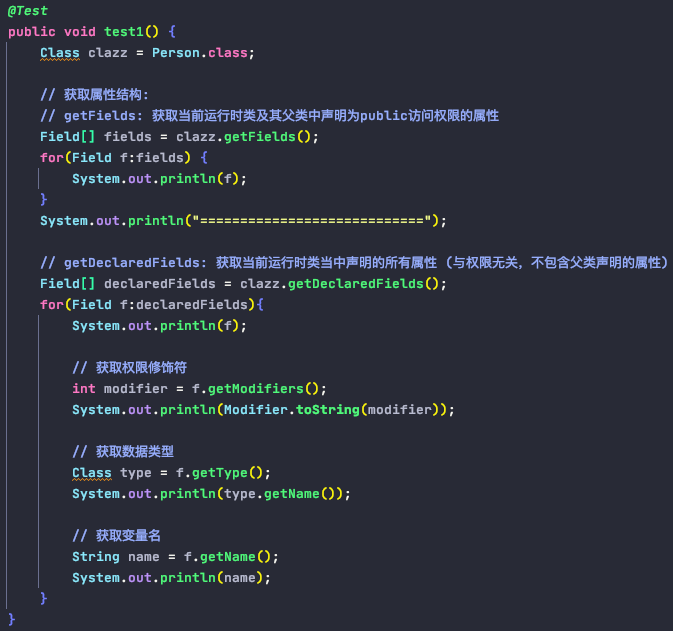 @Test
public void test1() {
    Class clazz = Person.class;

    // 获取属性结构:
    // getFields: 获取当前运行时类及其父类中声明为public访问权限的属性
    Field[] fields = clazz.getFields();
    for(Field f:fields) {
        System.out.println(f);
    }
    System.out.println("============================");

    // getDeclaredFields: 获取当前运行时类当中声明的所有属性 (与权限无关，不包含父类声明的属性)
    Field[] declaredFields = clazz.getDeclaredFields();
    for(Field f:declaredFields){
        System.out.println(f);

        // 获取权限修饰符
        int modifier = f.getModifiers();
        System.out.println(Modifier.toString(modifier));

        // 获取数据类型
        Class type = f.getType();
        System.out.println(type.getName());

        // 获取变量名
        String name = f.getName();
        System.out.println(name);
    }
}